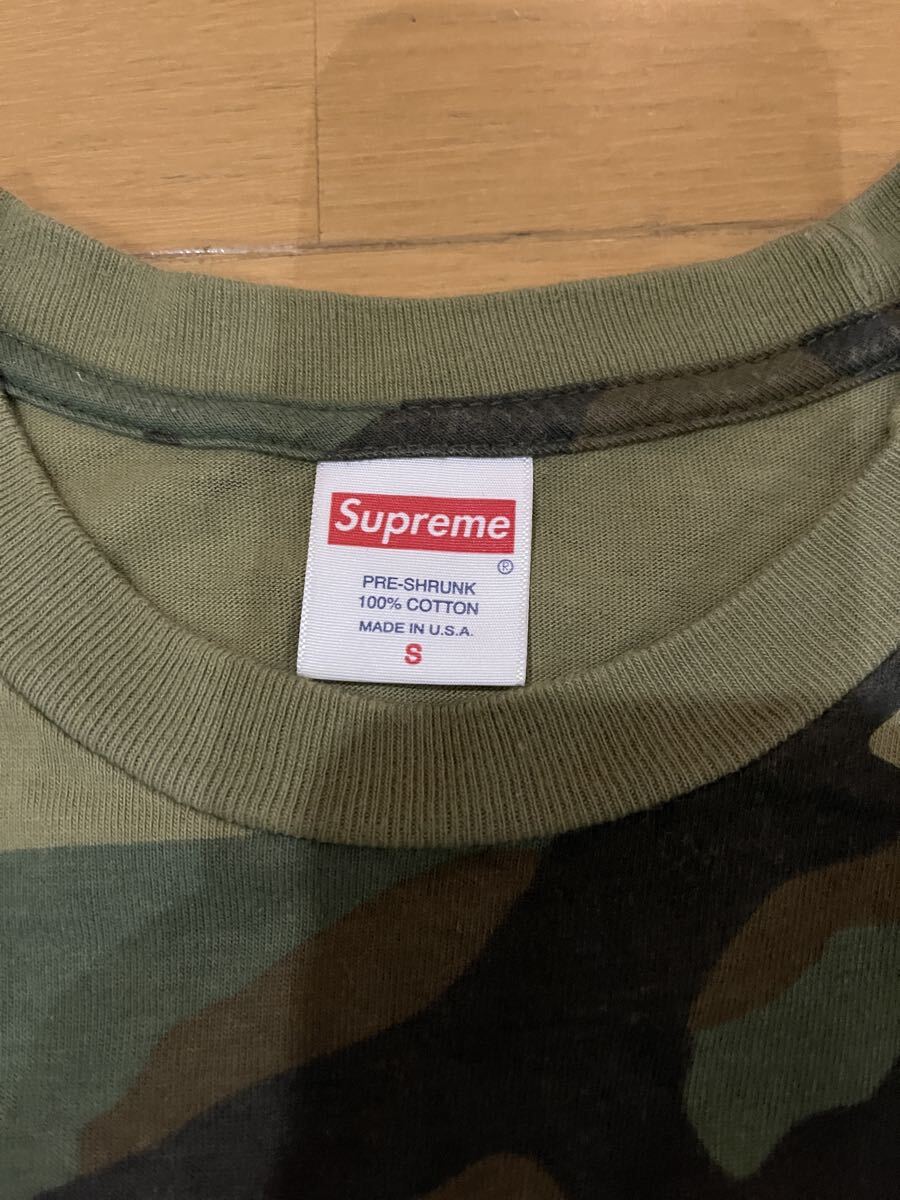 Supreme
®
PRE-SHRUNK
100% COTTON
MADE IN U.S.A.
S